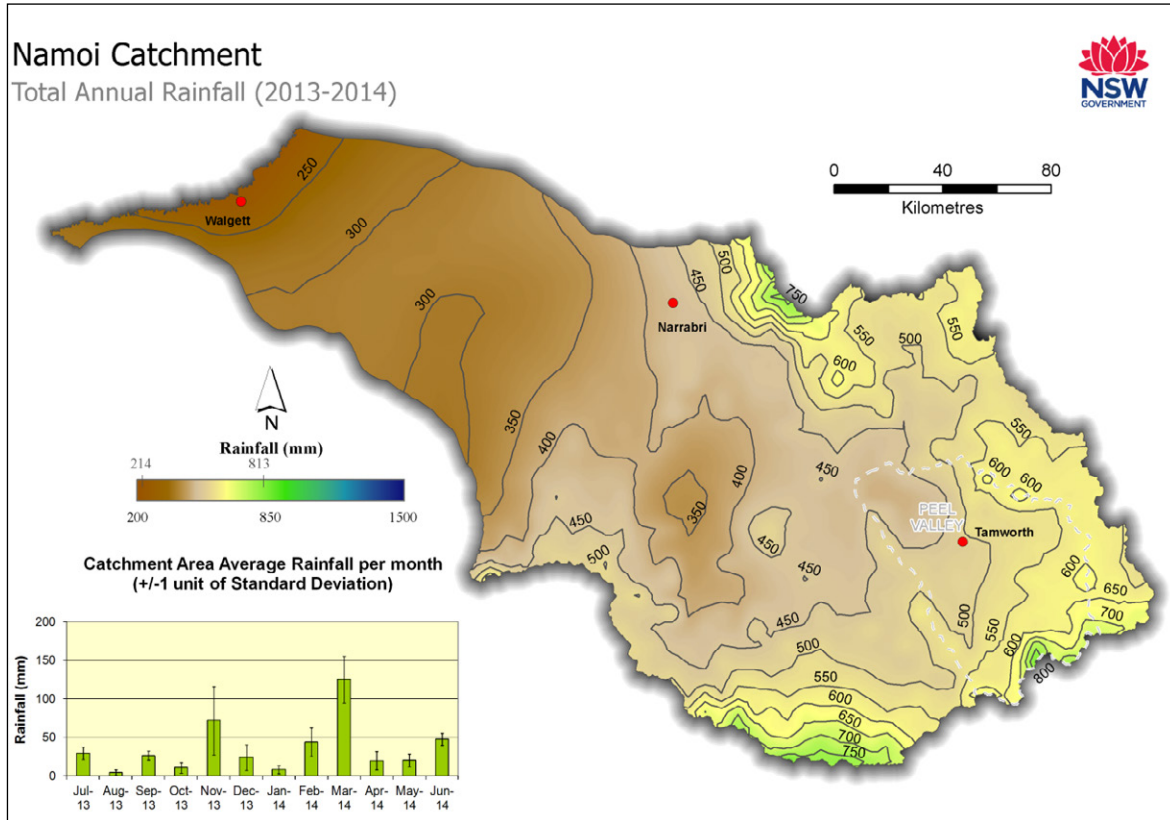 Namoi Catchment
Total Annual Rainfall (2013-2014)
NSW
GOVERNMENT
0 40 80
Kilometres
250
Walgett
300
300
350
400
Narrabri
450
500
750
550
600
500
550
550
600
600
450
400
350
450
450
PEEL
VALLEY
Tamworth
450
500
450
500
500
550
600
650
700
750
550
600
600
650
700
800
N
Rainfall (mm)
214 813
200 850 1500
Catchment Area Average Rainfall per month
(+/-1 unit of Standard Deviation)
Rainfall (mm)
200
150
100
50
0
Jul- Aug- Sep- Oct- Nov- Dec- Jan- Feb- Mar- Apr- May- Jun-
13 13 13 13 13 13 14 14 14 14 14 14